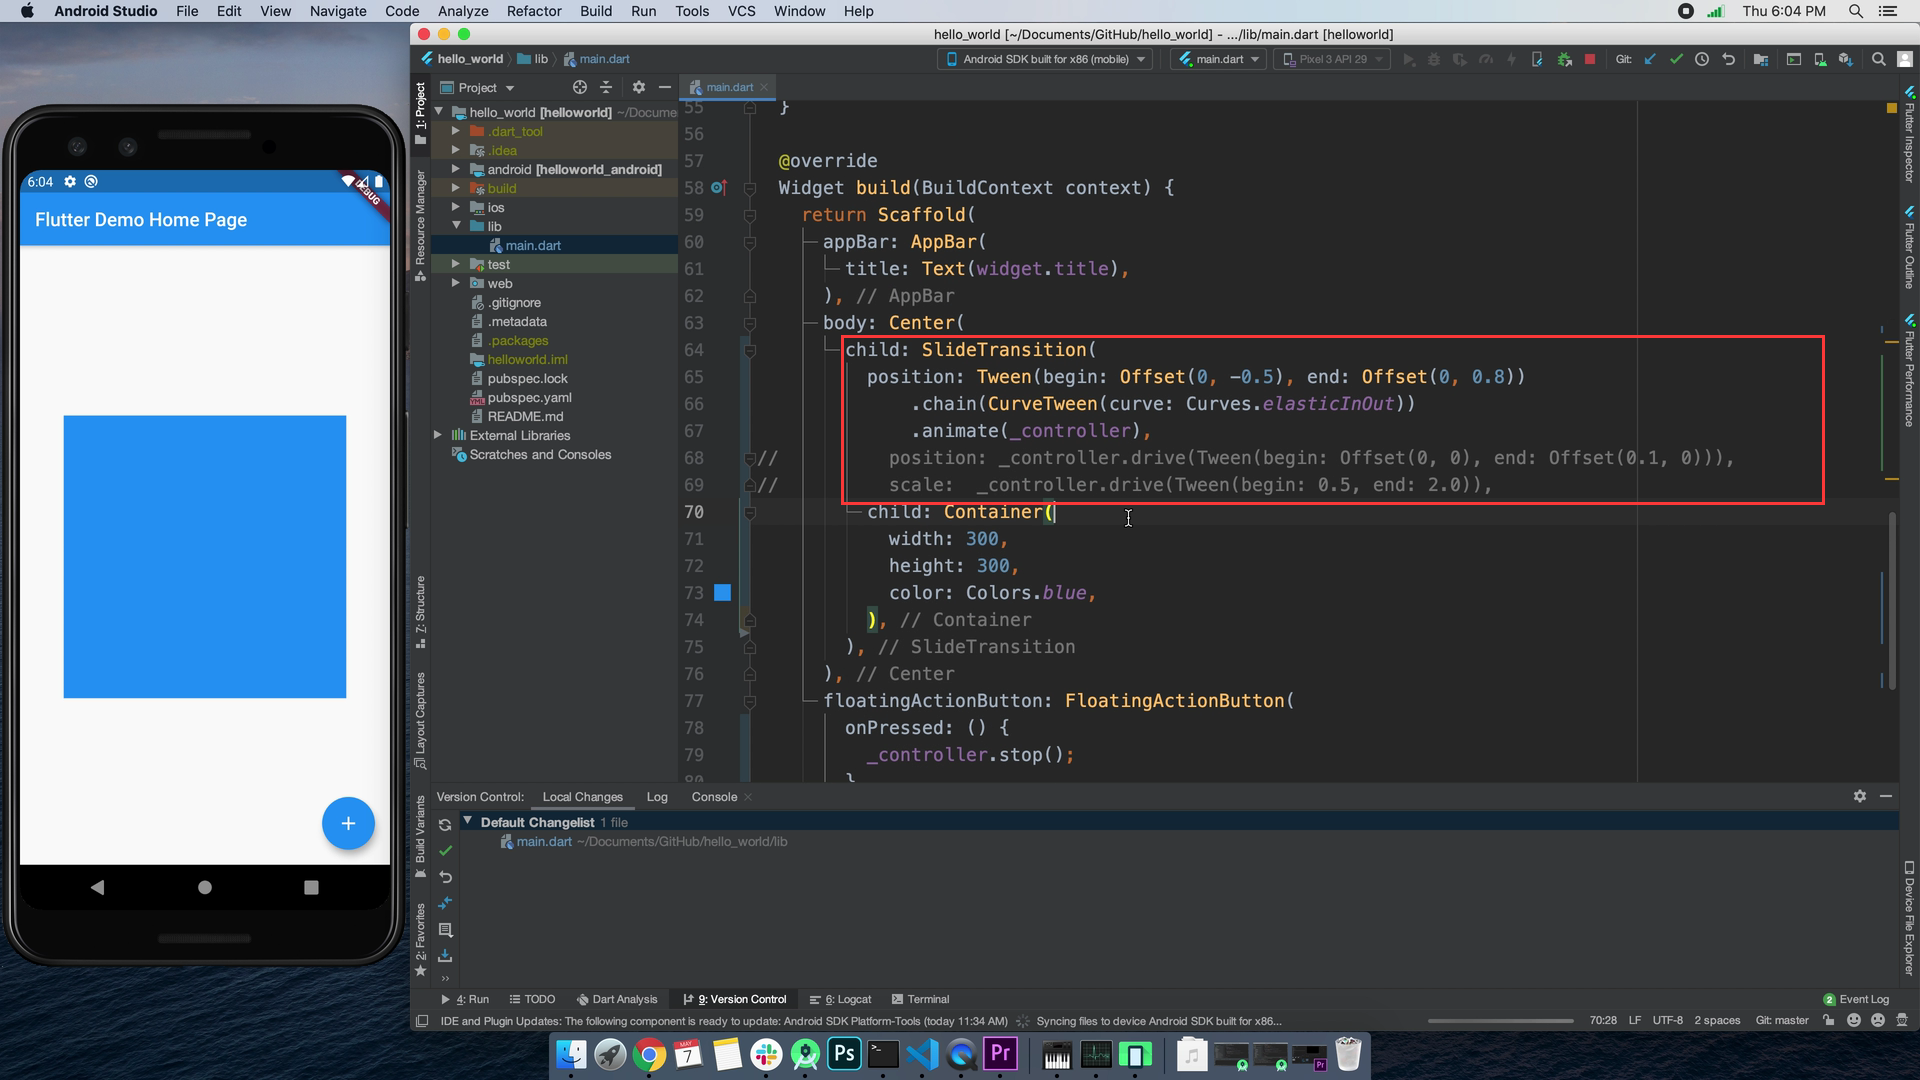 Android Studio File Edit View Navigate Code Analyze Refactor Build Run Tools VCS Window Help Thu 6:04 PM
hello_world [~/Documents/GitHub/hello_world] - .../lib/main.dart [helloworld]
hello_world lib main.dart Android SDK built for x86 (mobile) main.dart Pixel 3 API 29 Git:
1: Project
Resource Manager
7: Structure
Layout Captures
Build Variants
2: Favorites
Project
hello_world [helloworld] ~/Docume
.dart_tool
.idea
android [helloworld_android]
build
ios
lib
main.dart
test
web
.gitignore
.metadata
.packages
helloworld.iml
pubspec.lock
pubspec.yaml
README.md
External Libraries
Scratches and Consoles
6:04
DEBUG
Flutter Demo Home Page
+
main.dart
55 }
56
57 @override
58 Widget build(BuildContext context) {
59 return Scaffold(
60 appBar: AppBar(
61 title: Text(widget.title),
62 ), // AppBar
63 body: Center(
64 child: SlideTransition(
65 position: Tween(begin: Offset(0, -0.5), end: Offset(0, 0.8))
66 .chain(CurveTween(curve: Curves.elasticInOut))
67 .animate(_controller),
68 // position: _controller.drive(Tween(begin: Offset(0, 0), end: Offset(0.1, 0))),
69 // scale: _controller.drive(Tween(begin: 0.5, end: 2.0)),
70 child: Container(
71 width: 300,
72 height: 300,
73 color: Colors.blue,
74 ), // Container
75 ), // SlideTransition
76 ), // Center
77 floatingActionButton: FloatingActionButton(
78 onPressed: () {
79 _controller.stop();
80 }
Flutter Inspector
Flutter Outline
Flutter Performance
Device File Explorer
Version Control: Local Changes Log Console
Default Changelist 1 file
main.dart ~/Documents/GitHub/hello_world/lib
4: Run TODO Dart Analysis 9: Version Control 6: Logcat Terminal 2 Event Log
IDE and Plugin Updates: The following component is ready to update: Android SDK Platform-Tools (today 11:34 AM) Syncing files to device Android SDK built for x86... 70:28 LF UTF-8 2 spaces Git: master
MAY 7 Ps Pr Pr